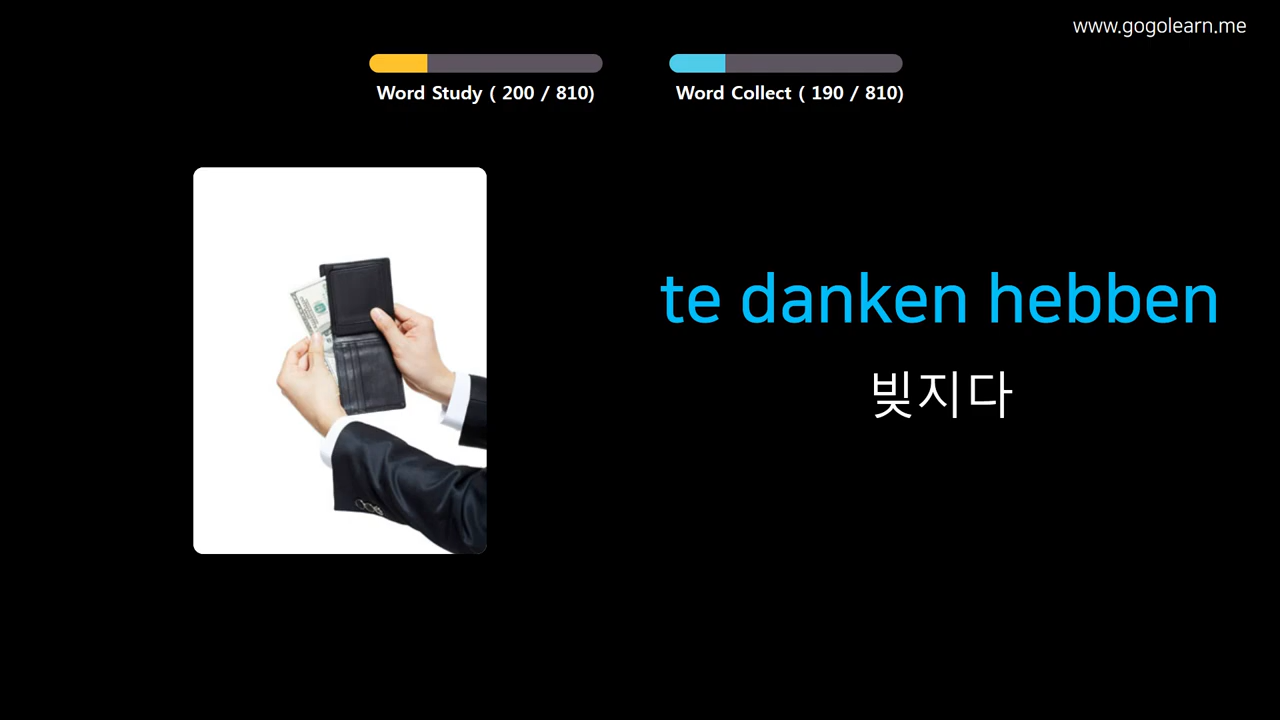 www.gogolearn.me
Word Study ( 200 / 810)
Word Collect ( 190 / 810)
te danken hebben
빚지다